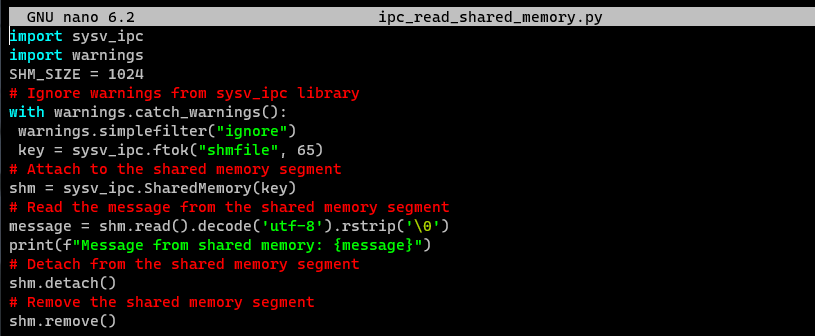 GNU nano 6.2 ipc_read_shared_memory.py
import sysv_ipc
import warnings
SHM_SIZE = 1024
# Ignore warnings from sysv_ipc library
with warnings.catch_warnings():
 warnings.simplefilter("ignore")
 key = sysv_ipc.ftok("shmfile", 65)
# Attach to the shared memory segment
shm = sysv_ipc.SharedMemory(key)
# Read the message from the shared memory segment
message = shm.read().decode('utf-8').rstrip('\0')
print(f"Message from shared memory: {message}")
# Detach from the shared memory segment
shm.detach()
# Remove the shared memory segment
shm.remove()